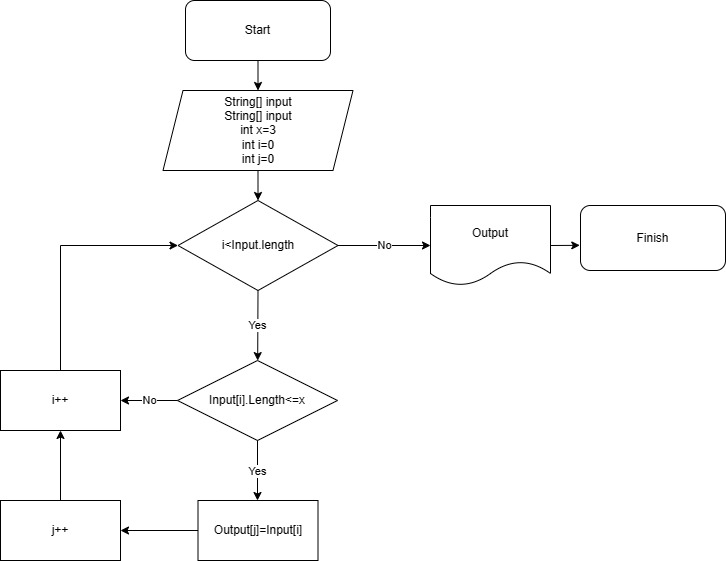 Start
String[] input
String[] input
int x=3
int i=0
int j=0
i<Input.length
No
Output
Finish
Yes
Input[i].Length<=x
No
i++
Yes
Output[j]=Input[i]
j++